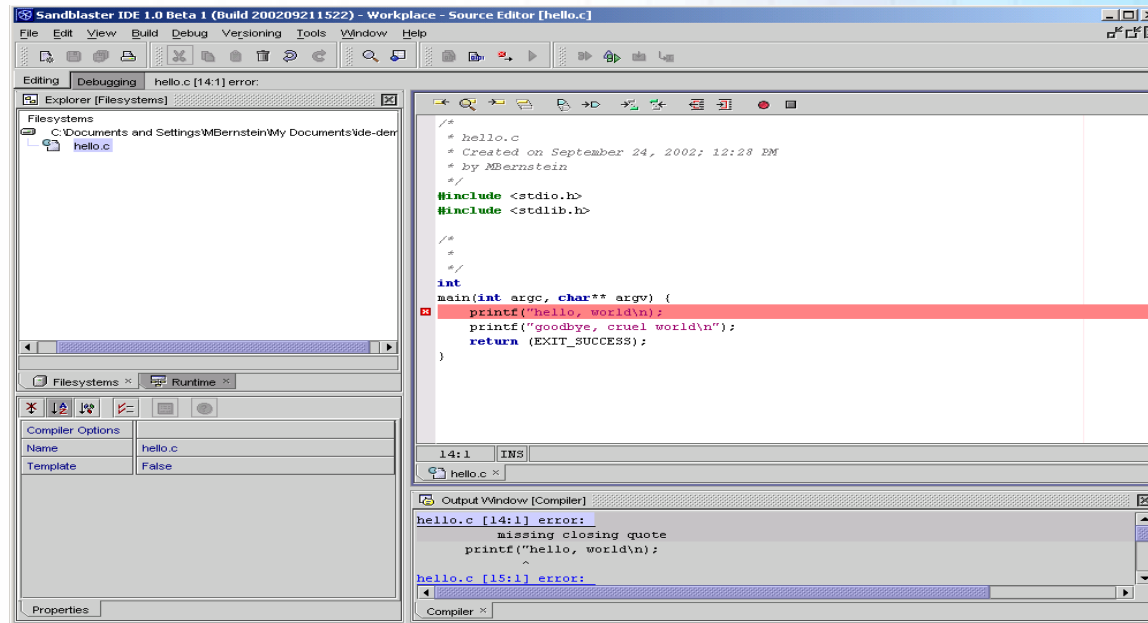 Sandblaster IDE 1.0 Beta 1 (Build 200209211522) - Workplace - Source Editor [hello.c]
File Edit View Build Debug Versioning Tools Window Help
Editing Debugging hello.c [14:1] error:
Explorer [Filesystems]
Filesystems
C:\Documents and Settings\MBernstein\My Documents\ide-dem
hello.c
Filesystems Runtime
Compiler Options
Name hello.c
Template False
Properties
/*
* hello.c
* Created on September 24, 2002; 12:28 PM
* by MBernstein
*/
#include <stdio.h>
#include <stdlib.h>
/*
*
*/
int
main(int argc, char** argv) {
printf("hello, world\n);
printf("goodbye, cruel world\n");
return (EXIT_SUCCESS);
}
14:1 INS
hello.c
Output Window [Compiler]
hello.c [14:1] error:
missing closing quote
printf("hello, world\n);
^
hello.c [15:1] error:
Compiler